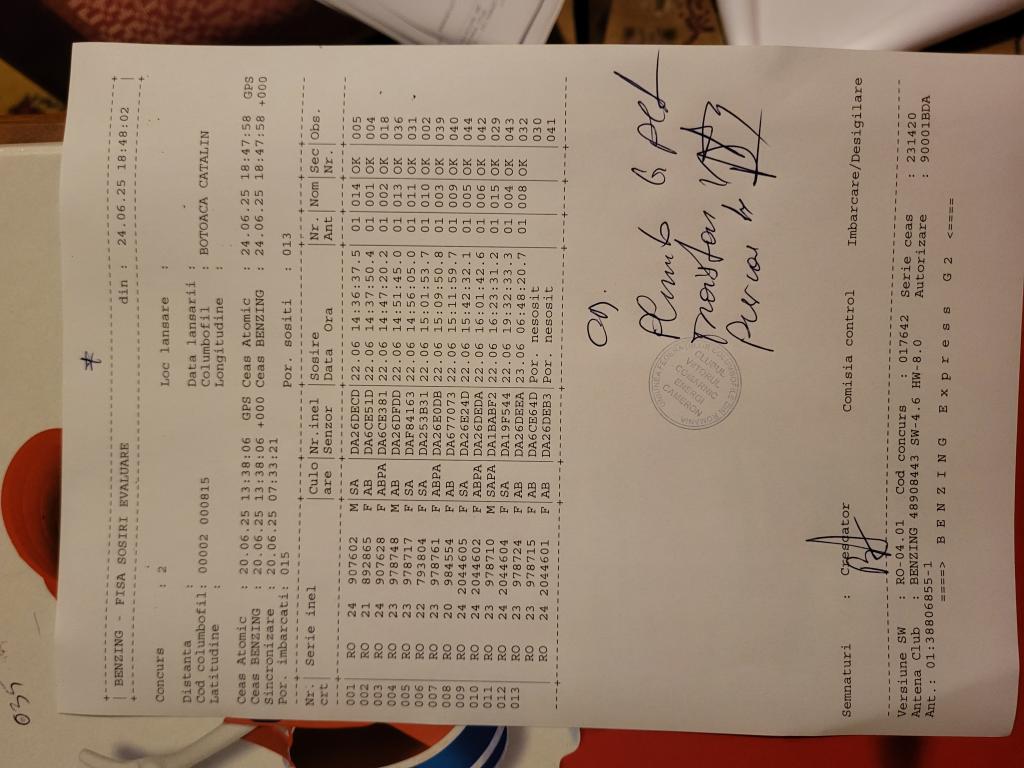 035
*
+-----------------------------------------------------------+
| BENZING - FISA SOSIRI EVALUARE din : 24.06.25 18:48:02 |
+-----------------------------------------------------------+
Concurs : 2 Loc lansare :
Distanta : Data lansarii :
Cod columbofil: 00002 000815 Columbofil : BOTOACA CATALIN
Latitudine : Longitudine :
Ceas Atomic : 20.06.25 13:38:06 GPS Ceas Atomic : 24.06.25 18:47:58 GPS
Ceas BENZING : 20.06.25 13:38:06 +000 Ceas BENZING : 24.06.25 18:47:58 +000
Sincronizare : 20.06.25 07:33:21
Por. imbarcati: 015 Por. sositi : 013
Nr. | Serie inel | Culo | Nr.inel | Sosire | Nr. | Nom | Sec | Obs.
crt | are | Senzor | Data Ora | Ant | Nr.
001 | RO 24 907602 M | SA | DA26DECD | 22.06 14:36:37.5 | 01 | 014 | OK | 005
002 | RO 21 892865 F | AB | DA6CE51D | 22.06 14:37:50.4 | 01 | 001 | OK | 004
003 | RO 24 907628 F | ABPA | DA6CE381 | 22.06 14:47:20.2 | 01 | 002 | OK | 018
004 | RO 23 978748 M | AB | DA26DFDD | 22.06 14:51:45.0 | 01 | 013 | OK | 036
005 | RO 23 978717 F | SA | DAF84163 | 22.06 14:56:05.0 | 01 | 011 | OK | 031
006 | RO 22 793804 F | SA | DA253B31 | 22.06 15:01:53.7 | 01 | 010 | OK | 002
007 | RO 23 978761 F | ABPA | DA26E0DB | 22.06 15:09:50.8 | 01 | 003 | OK | 039
008 | RO 20 984554 F | AB | DA677073 | 22.06 15:11:59.7 | 01 | 009 | OK | 040
009 | RO 24 2044605 F | SA | DA26E24D | 22.06 15:42:32.1 | 01 | 005 | OK | 044
010 | RO 24 2044602 F | ABPA | DA26DEDA | 22.06 16:01:42.6 | 01 | 006 | OK | 042
011 | RO 23 978710 M | SAPA | DA1BABF2 | 22.06 16:23:31.2 | 01 | 015 | OK | 029
012 | RO 24 2044604 F | SA | DA19F544 | 22.06 19:32:33.3 | 01 | 004 | OK | 043
013 | RO 23 978724 F | AB | DA26DEEA | 23.06 06:48:20.7 | 01 | 008 | OK | 032
RO 23 978715 F | AB | DA6CE64D | Por. nesosit 030
RO 24 2044601 F | AB | DA26DEB3 | Por. nesosit 041
Plumb
CLUBUL
VIITORUL
COMARNIC
Semnaturi : Crescator Comisia control Imbarcare/Desigilare
Versiune SW : RO-04.01 Cod concurs : 017642 Serie ceas : 231420
Antena Club : BENZING 48908443 SW-4.6 HW-8.0 Autorizare : 90001BDA
Ant.: 01:38806855-1
====> B E N Z I N G E x p r e s s G 2 <====